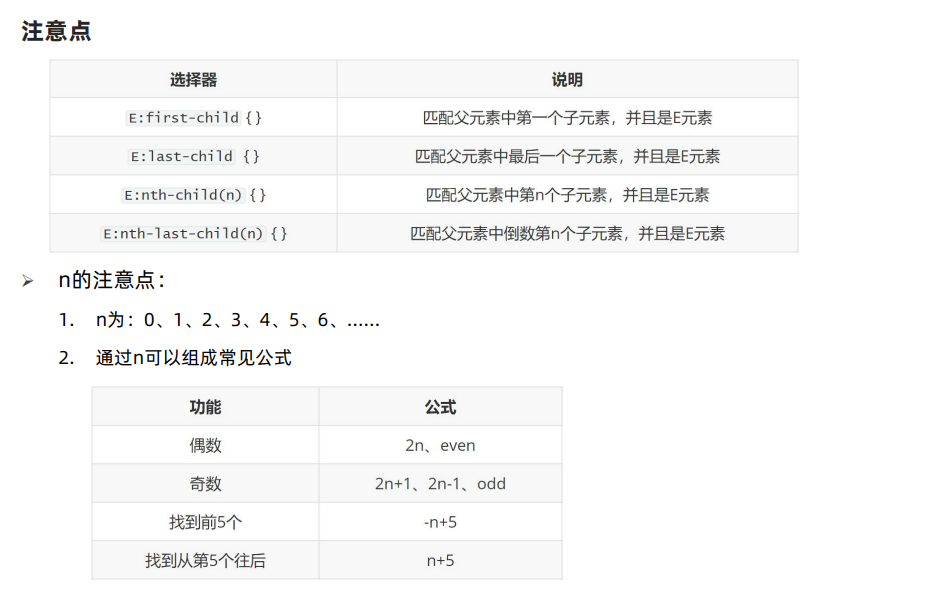 注意点
选择器 说明
E:first-child {} 匹配父元素中第一个子元素，并且是E元素
E:last-child {} 匹配父元素中最后一个子元素，并且是E元素
E:nth-child(n) {} 匹配父元素中第n个子元素，并且是E元素
E:nth-last-child(n) {} 匹配父元素中倒数第n个子元素，并且是E元素
➢ n的注意点：
1. n为：0、1、2、3、4、5、6、……
2. 通过n可以组成常见公式
功能 公式
偶数 2n、even
奇数 2n+1、2n-1、odd
找到前5个 -n+5
找到从第5个往后 n+5